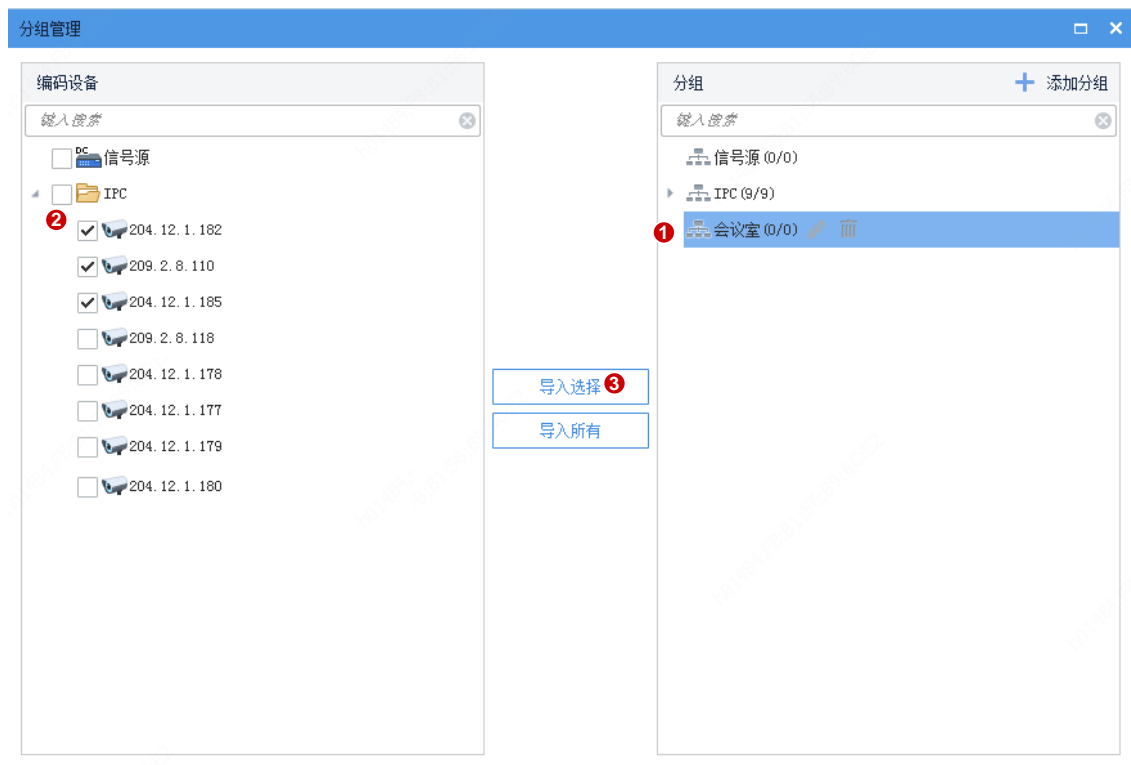 分组管理
编码设备
键入搜索
DC 信号源
IPC
2
204.12.1.182
209.2.8.110
204.12.1.185
209.2.8.118
204.12.1.178
204.12.1.177
204.12.1.179
204.12.1.180
导入选择 3
导入所有
分组
添加分组
键入搜索
信号源(0/0)
IPC(9/9)
1 会议室(0/0)